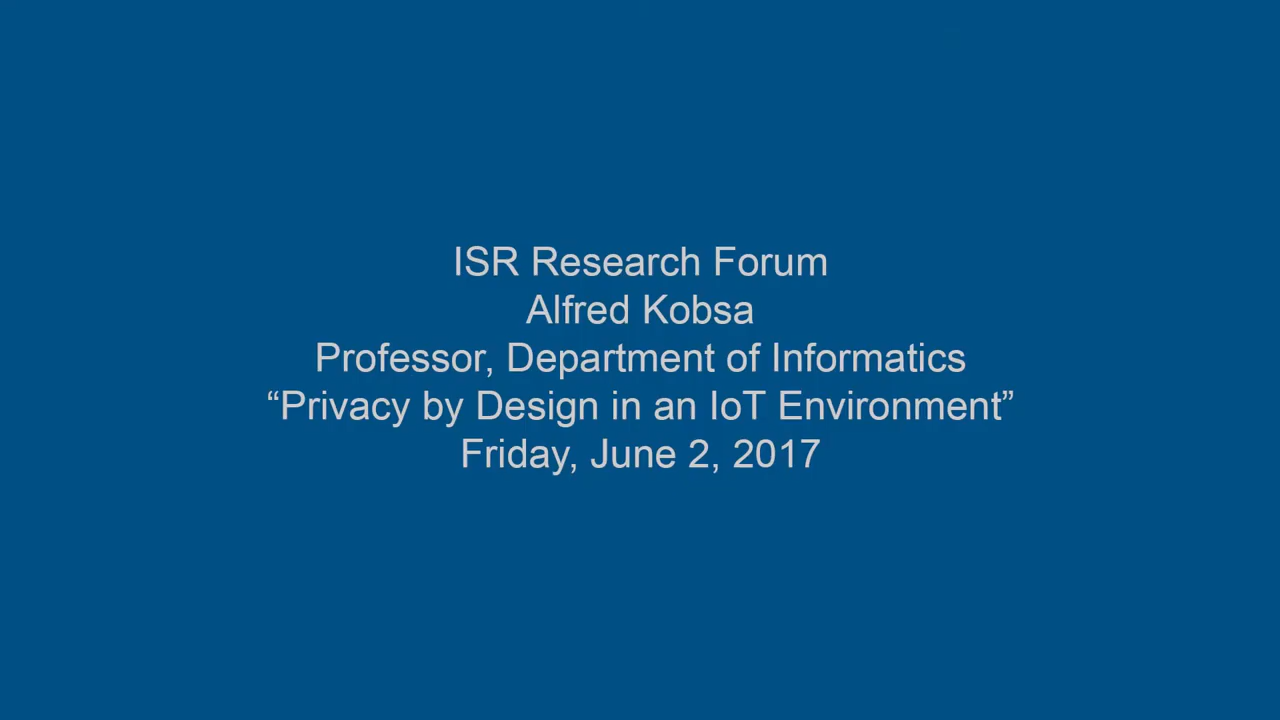 ISR Research Forum
Alfred Kobsa
Professor, Department of Informatics
“Privacy by Design in an IoT Environment”
Friday, June 2, 2017